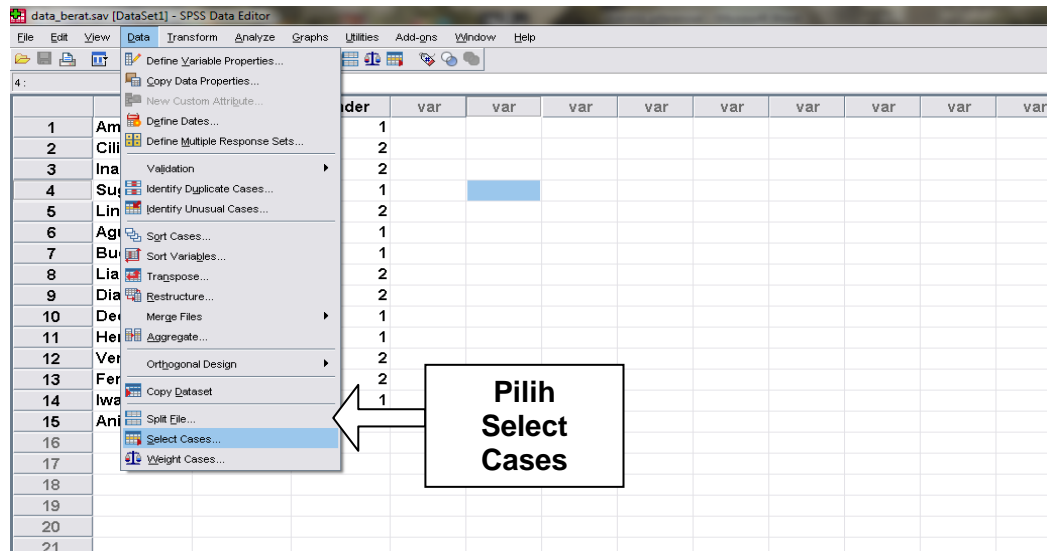 data_berat.sav [DataSet1] - SPSS Data Editor
File Edit View Data Transform Analyze Graphs Utilities Add-ons Window Help
4 :
Define Variable Properties...
Copy Data Properties...
New Custom Attribute...
Define Dates...
Define Multiple Response Sets...
Validation
Identify Duplicate Cases...
Identify Unusual Cases...
Sort Cases...
Sort Variables...
Transpose...
Restructure...
Merge Files
Aggregate...
Orthogonal Design
Copy Dataset
Split File...
Select Cases...
Weight Cases...
nder var var var var var var var var var
1 Am 1
2 Cili 2
3 Ina 2
4 Sug 1
5 Lin 2
6 Agu 1
7 Bud 1
8 Lia 2
9 Dia 2
10 Ded 1
11 Her 1
12 Ver 2
13 Fer 2
14 Iwa 1
15 Ani
16
17
18
19
20
21
Pilih
Select
Cases